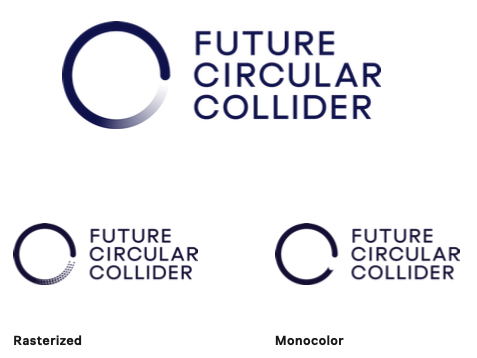 FUTURE
CIRCULAR
COLLIDER
FUTURE
CIRCULAR
COLLIDER
FUTURE
CIRCULAR
COLLIDER
Rasterized
Monocolor